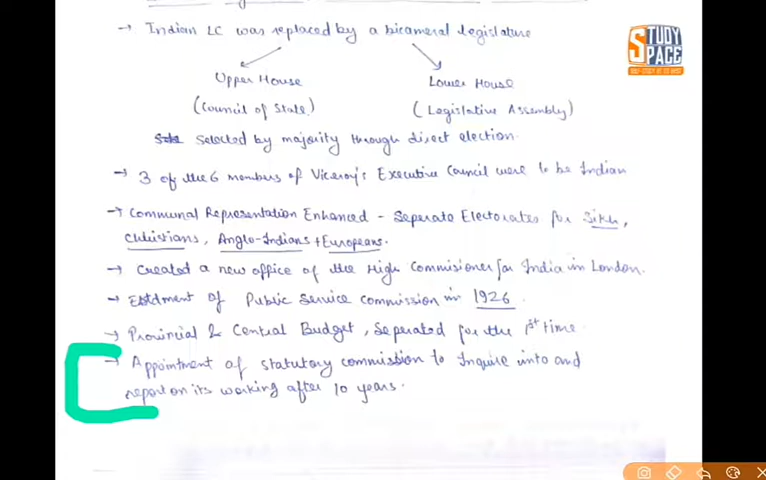 → Indian LC was replaced by a bicameral legislature
Upper House
Lower House
(Council of State)
(Legislative Assembly)
selected by majority through direct election.
→ 3 of the 6 members of Viceroy's Executive Council were to be Indian
→ Communal Representation Enhanced - Seperate Electorates for Sikh,
Christians, Anglo-Indians + Europeans.
→ Created a new office of the High Commisioner for India in London.
→ of Public Service Commission in 1926.
→ Provincial & Central Budget, Seperated for the 1st time
→ Appointment of statutory commission to Inquire into and
report on its working after 10 years.
STUDY
SPACE